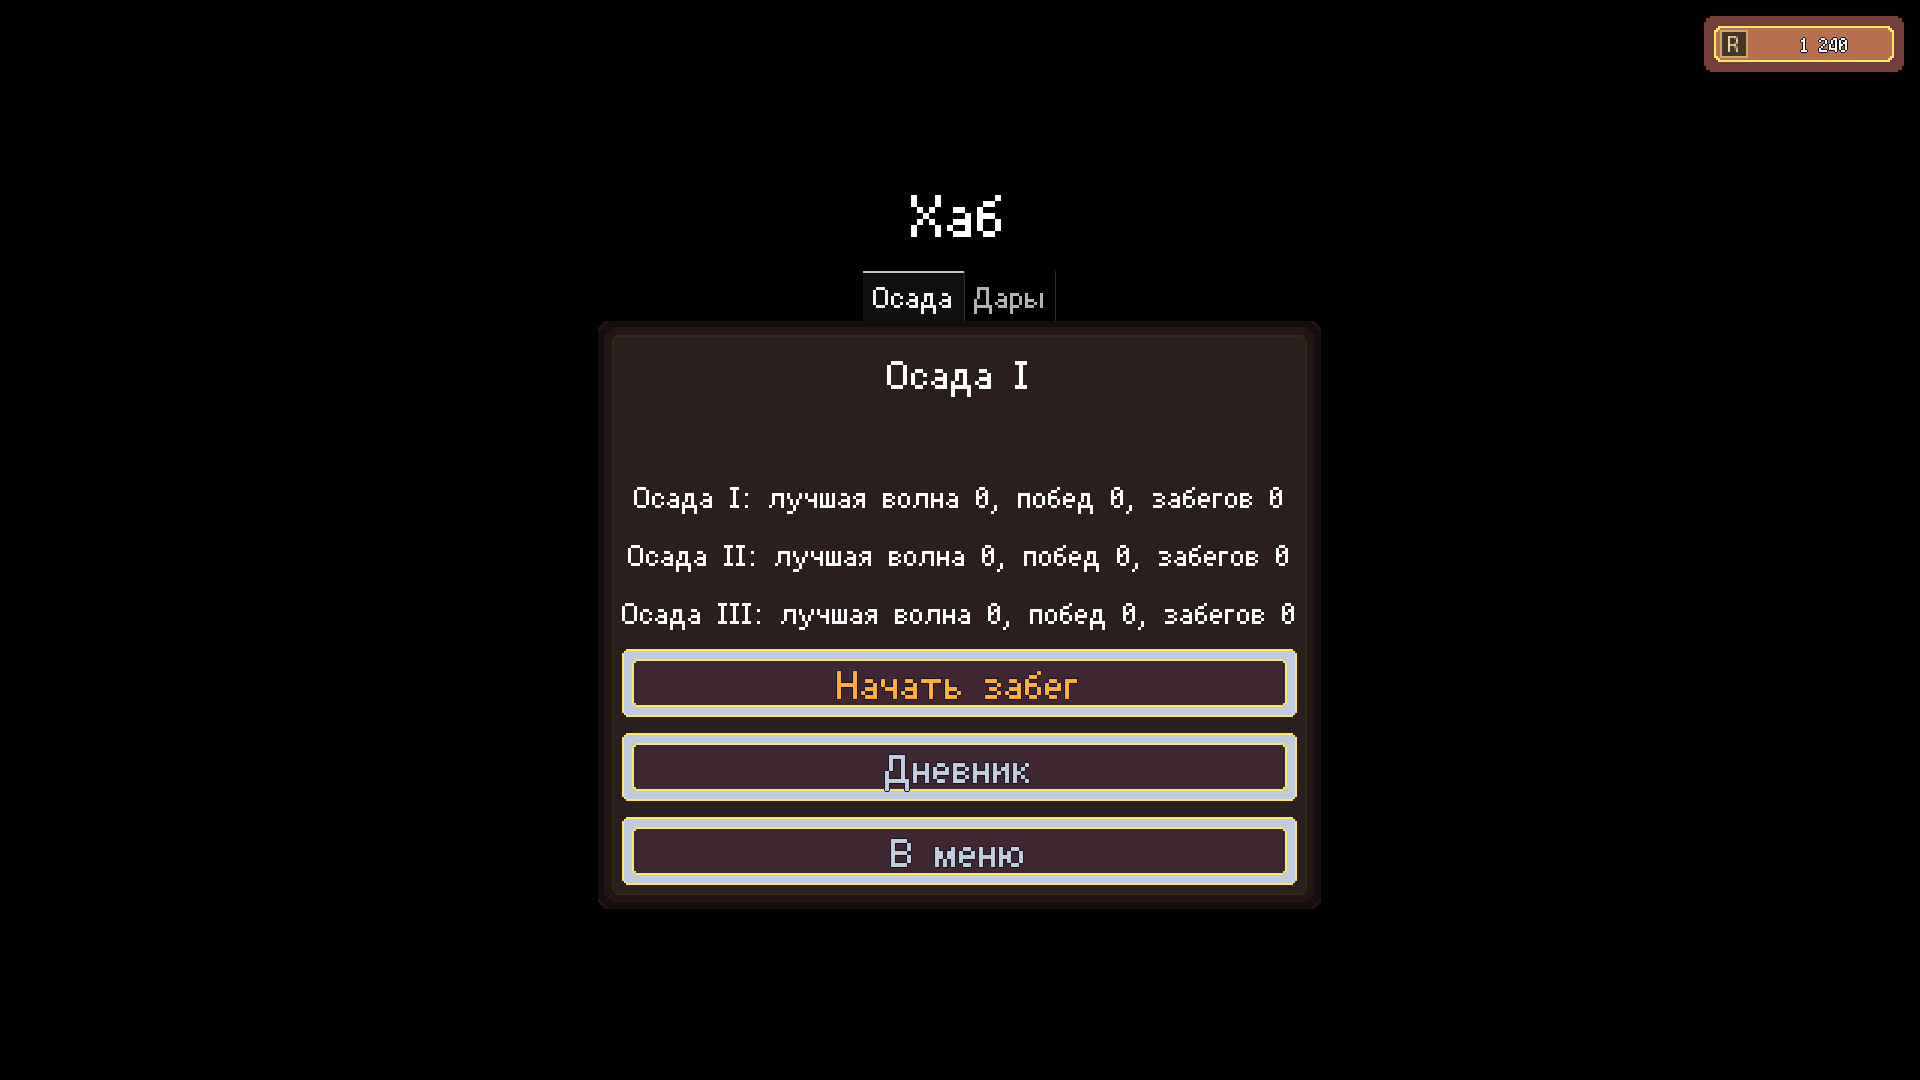 R 1 240
Хаб
Осада Дары
Осада I
Осада I: лучшая волна 0, побед 0, забегов 0
Осада II: лучшая волна 0, побед 0, забегов 0
Осада III: лучшая волна 0, побед 0, забегов 0
Начать забег
Дневник
В меню